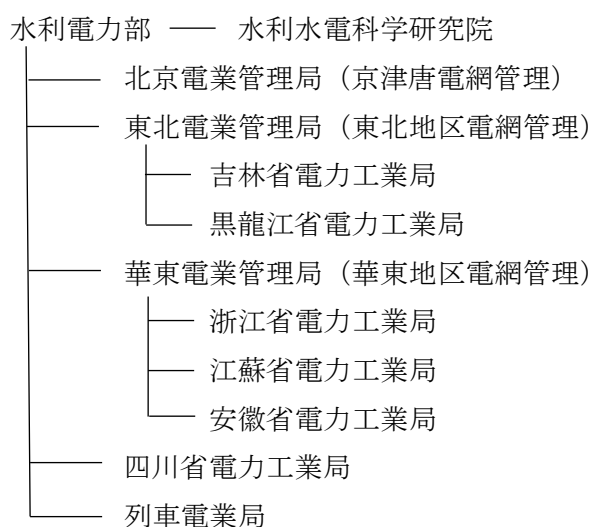 水利電力部 水利水電科学研究院
北京電業管理局（京津唐電網管理）
東北電業管理局（東北地区電網管理）
吉林省電力工業局
黒龍江省電力工業局
華東電業管理局（華東地区電網管理）
浙江省電力工業局
江蘇省電力工業局
安徽省電力工業局
四川省電力工業局
列車電業局